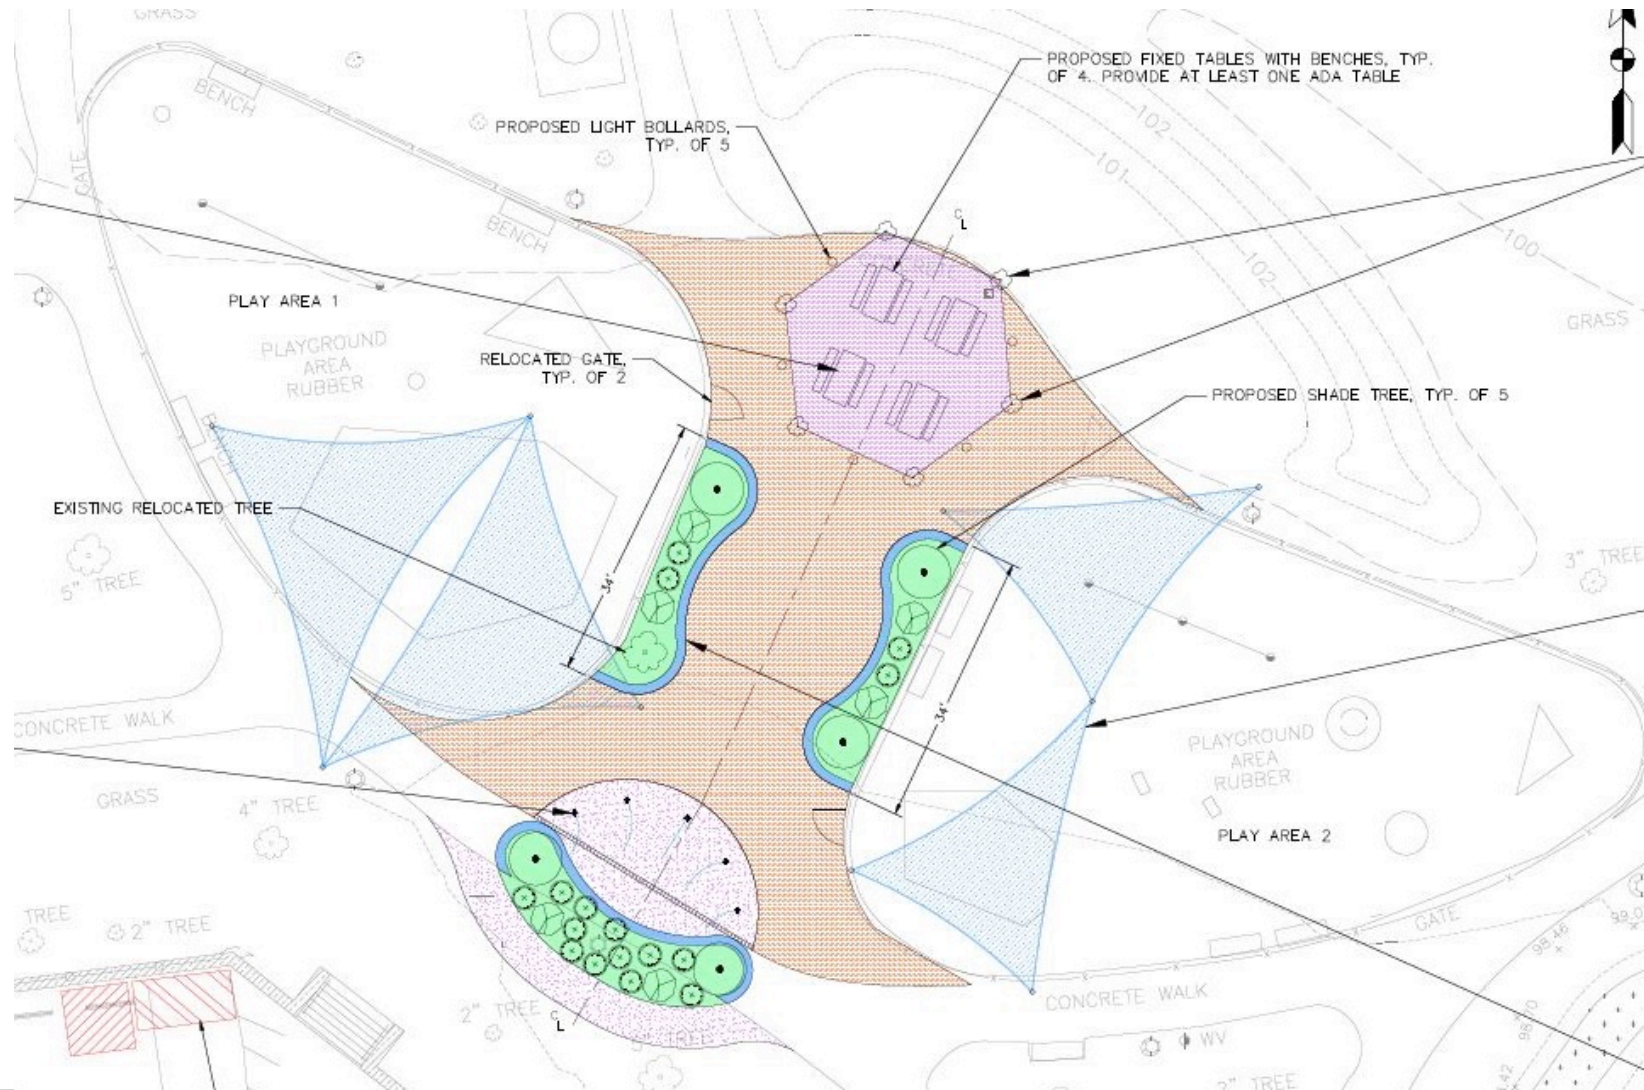 GRASS
BENCH
GATE
PROPOSED LIGHT BOLLARDS,
TYP. OF 5
PROPOSED FIXED TABLES WITH BENCHES, TYP.
OF 4. PROVIDE AT LEAST ONE ADA TABLE
102
101
100
102
BENCH
C
L
GRASS
PLAY AREA 1
PLAYGROUND
AREA
RUBBER
RELOCATED GATE,
TYP. OF 2
PROPOSED SHADE TREE, TYP. OF 5
EXISTING RELOCATED TREE
34'
5" TREE
3" TREE
34'
CONCRETE WALK
PLAYGROUND
AREA
RUBBER
GRASS
4" TREE
PLAY AREA 2
TREE
2" TREE
GATE
98.46
CONCRETE WALK
2" TREE
C
L
WV
2" TREE